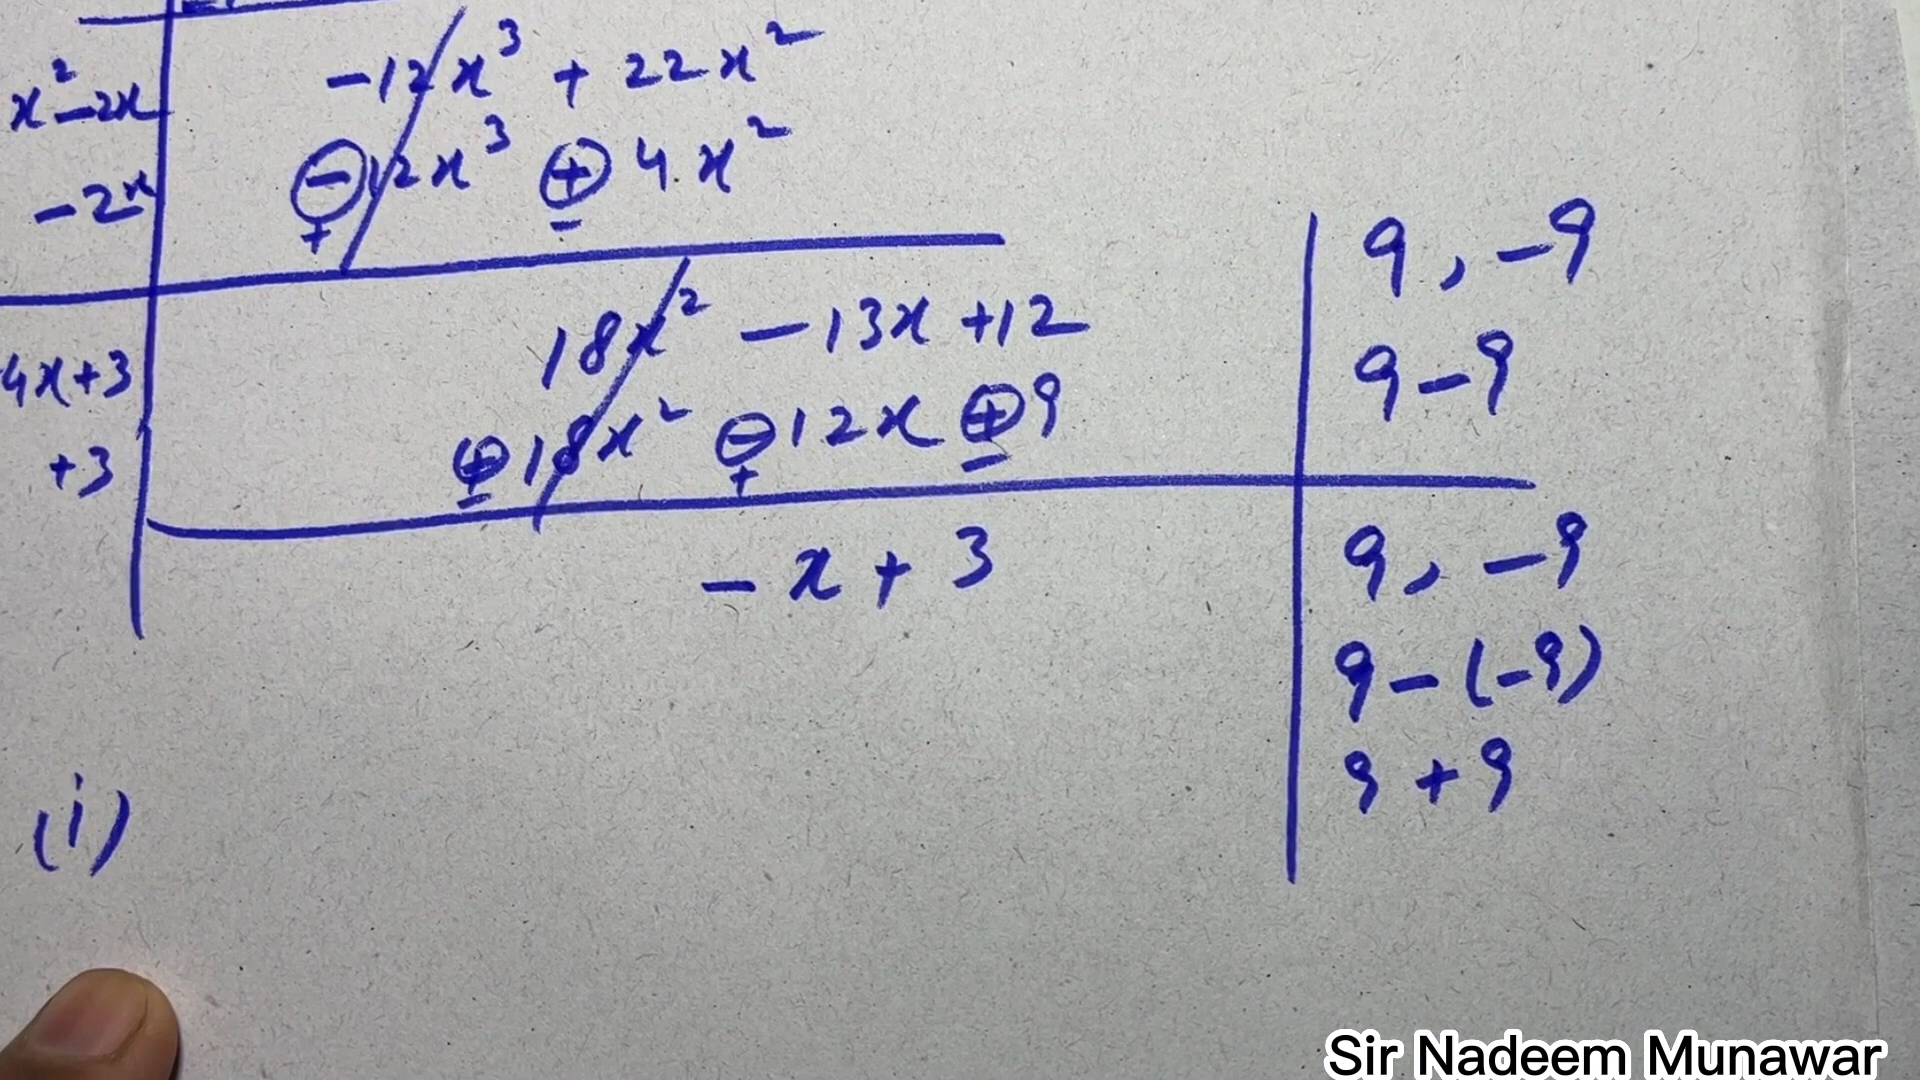 x²-2x
-2x
4x+3
+3
-12x³ + 22x²
⊖12x³ ⊕ 4x²
+ -
18x² - 13x + 12
⊕18x² ⊖12x ⊕9
- + -
- x + 3
9, -9
9-9
9, -9
9-(-9)
9+9
(i)
Sir Nadeem Munawar